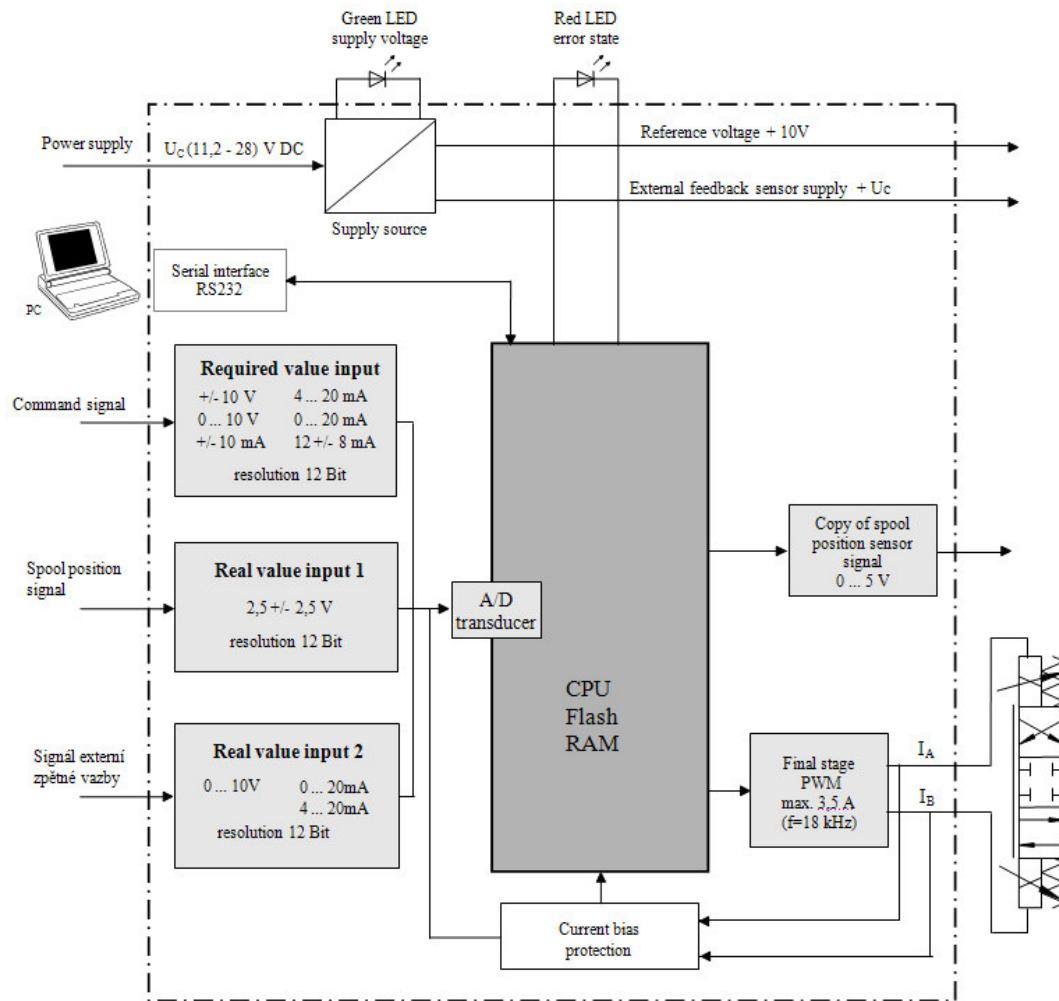 Green LED
supply voltage
Red LED
error state
Power supply
U_C (11,2 - 28) V DC
Reference voltage + 10V
External feedback sensor supply + Uc
Supply source
Serial interface
RS232
PC
Required value input
+/- 10 V 4... 20 mA
0 ... 10 V 0... 20 mA
+/- 10 mA 12 +/- 8 mA
resolution 12 Bit
Command signal
Copy of spool
position sensor
signal
0 ... 5 V
Spool position
signal
Real value input 1
2,5 +/- 2,5 V
resolution 12 Bit
A/D
transducer
CPU
Flash
RAM
Signál externí
zpětné vazby
Real value input 2
0 ... 10V 0 ... 20mA
4 ... 20mA
resolution 12 Bit
Final stage
PWM
max. 3,5 A
(f=18 kHz)
I_A
I_B
Current bias
protection